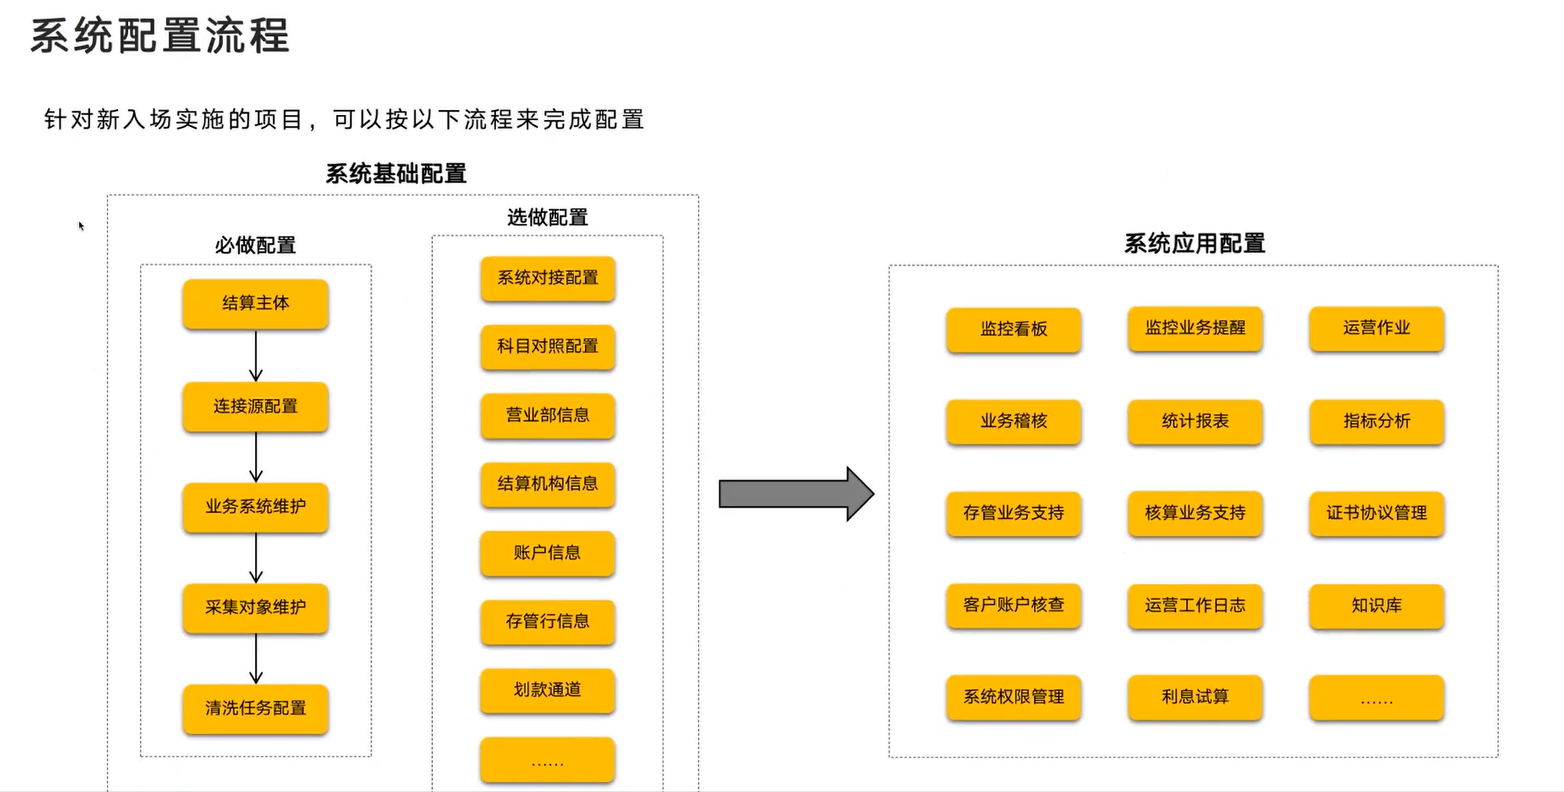 系统配置流程
针对新入场实施的项目，可以按以下流程来完成配置
系统基础配置
必做配置
结算主体
连接源配置
业务系统维护
采集对象维护
清洗任务配置
选做配置
系统对接配置
科目对照配置
营业部信息
结算机构信息
账户信息
存管行信息
划款通道
......
系统应用配置
监控看板
监控业务提醒
运营作业
业务稽核
统计报表
指标分析
存管业务支持
核算业务支持
证书协议管理
客户账户核查
运营工作日志
知识库
系统权限管理
利息试算
......